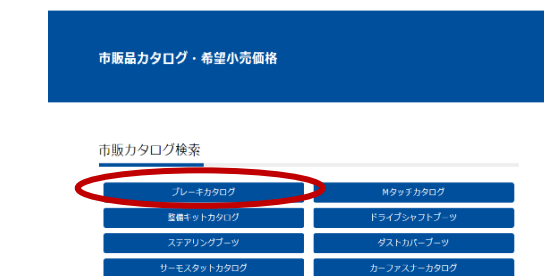 市販品カタログ・希望小売価格
市販カタログ検索
ブレーキカタログ
Mタッチカタログ
整備キットカタログ
ドライブシャフトブーツ
ステアリングブーツ
ダストカバーブーツ
サーモスタットカタログ
カーファスナーカタログ